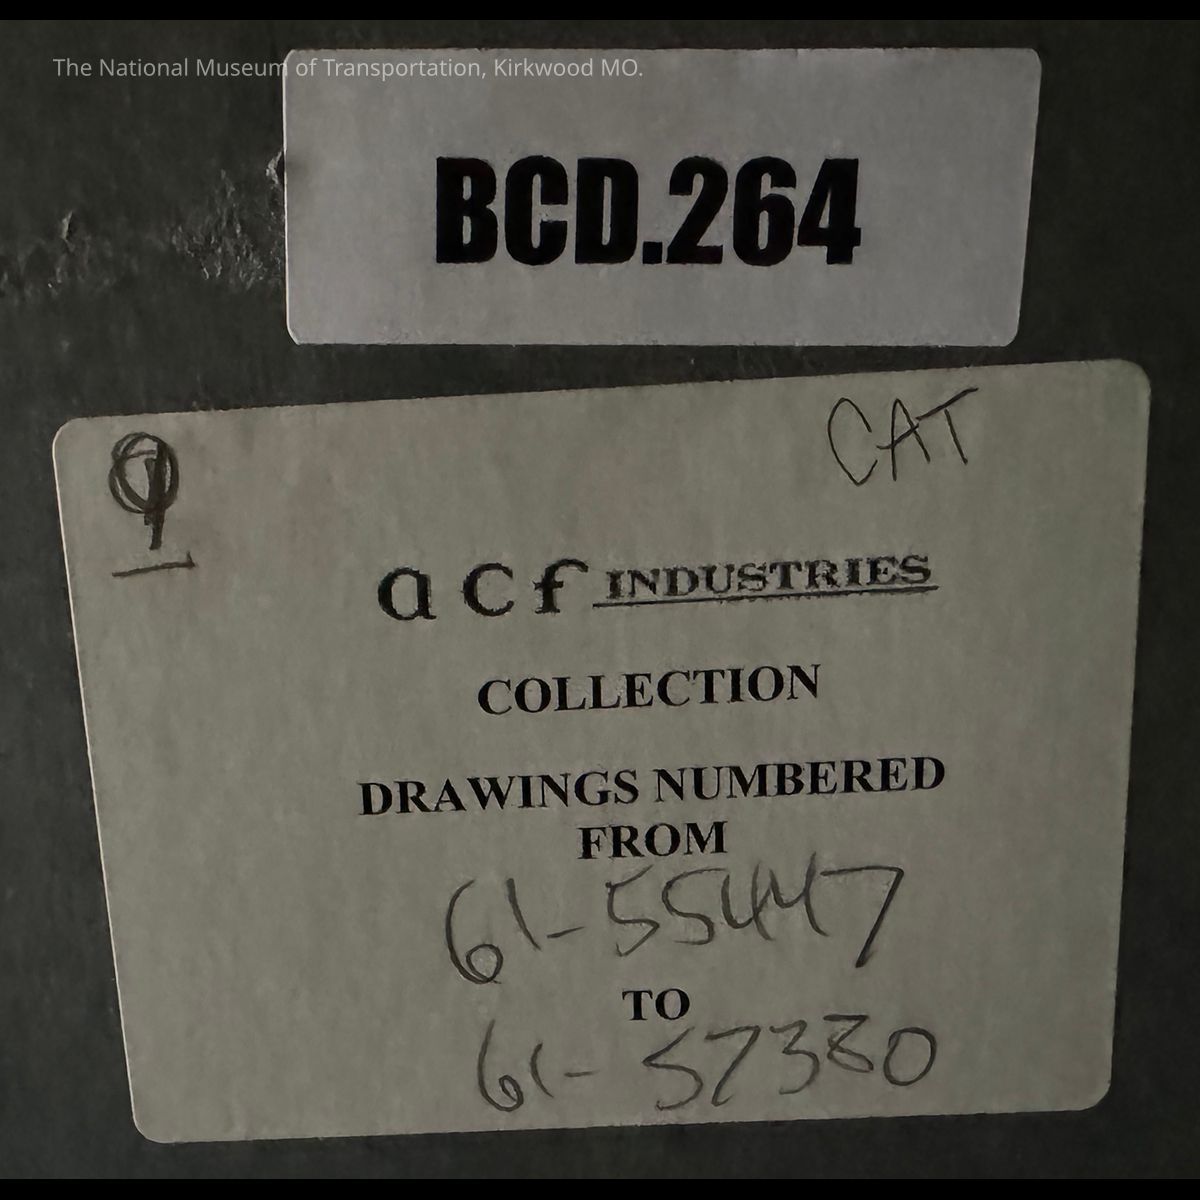 The National Museum of Transportation, Kirkwood MO.
BCD.264
CAT
acf INDUSTRIES
COLLECTION
DRAWINGS NUMBERED
FROM
61-55447
TO
61-57380